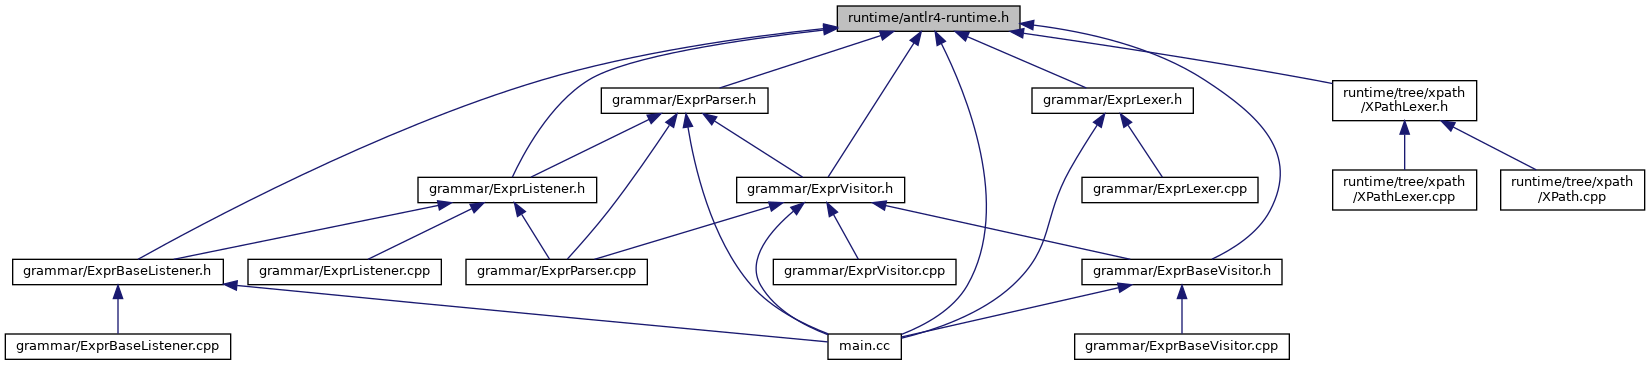 runtime/antlr4-runtime.h
grammar/ExprParser.h
grammar/ExprLexer.h
runtime/tree/xpath
/XPathLexer.h
grammar/ExprListener.h
grammar/ExprVisitor.h
grammar/ExprLexer.cpp
runtime/tree/xpath
/XPathLexer.cpp
runtime/tree/xpath
/XPath.cpp
grammar/ExprBaseListener.h
grammar/ExprListener.cpp
grammar/ExprParser.cpp
grammar/ExprVisitor.cpp
grammar/ExprBaseVisitor.h
grammar/ExprBaseListener.cpp
main.cc
grammar/ExprBaseVisitor.cpp